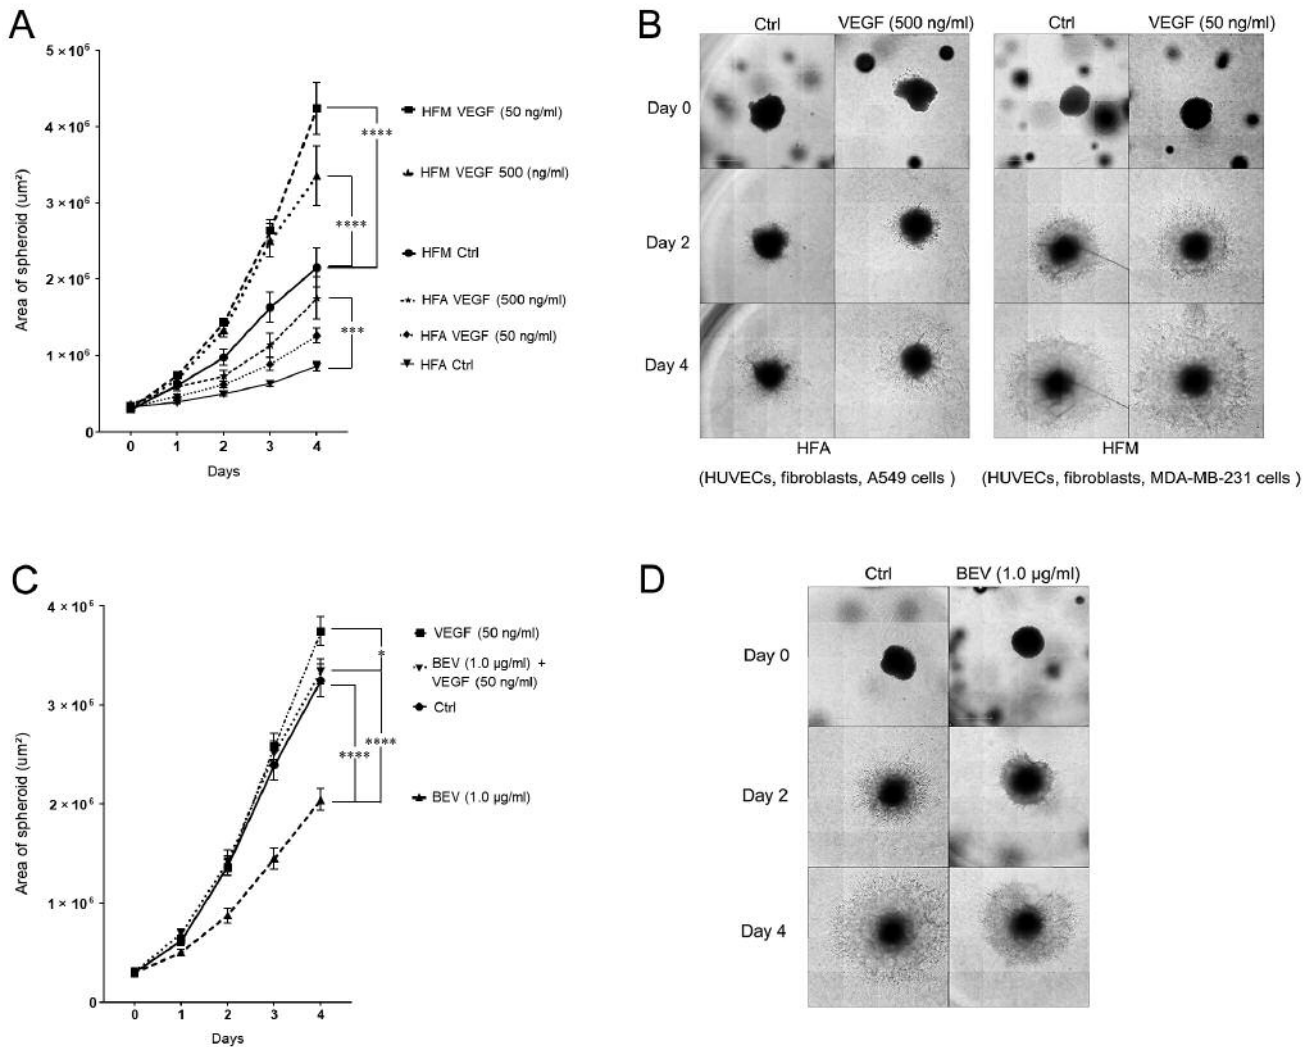 A
5 × 10⁶
4 × 10⁶
3 × 10⁶
2 × 10⁶
1 × 10⁶
0
Area of spheroid (um²)
0 1 2 3 4
Days
****
****
***
HFM VEGF (50 ng/ml)
HFM VEGF 500 (ng/ml)
HFM Ctrl
HFA VEGF (500 ng/ml)
HFA VEGF (50 ng/ml)
HFA Ctrl
B
Ctrl VEGF (500 ng/ml) Ctrl VEGF (50 ng/ml)
Day 0
Day 2
Day 4
HFA HFM
(HUVECs, fibroblasts, A549 cells ) (HUVECs, fibroblasts, MDA-MB-231 cells )
C
4 × 10⁶
3 × 10⁶
2 × 10⁶
1 × 10⁶
0
Area of spheroid (um²)
0 1 2 3 4
Days
*
****
****
VEGF (50 ng/ml)
BEV (1.0 µg/ml) +
VEGF (50 ng/ml)
Ctrl
BEV (1.0 µg/ml)
D
Ctrl BEV (1.0 µg/ml)
Day 0
Day 2
Day 4